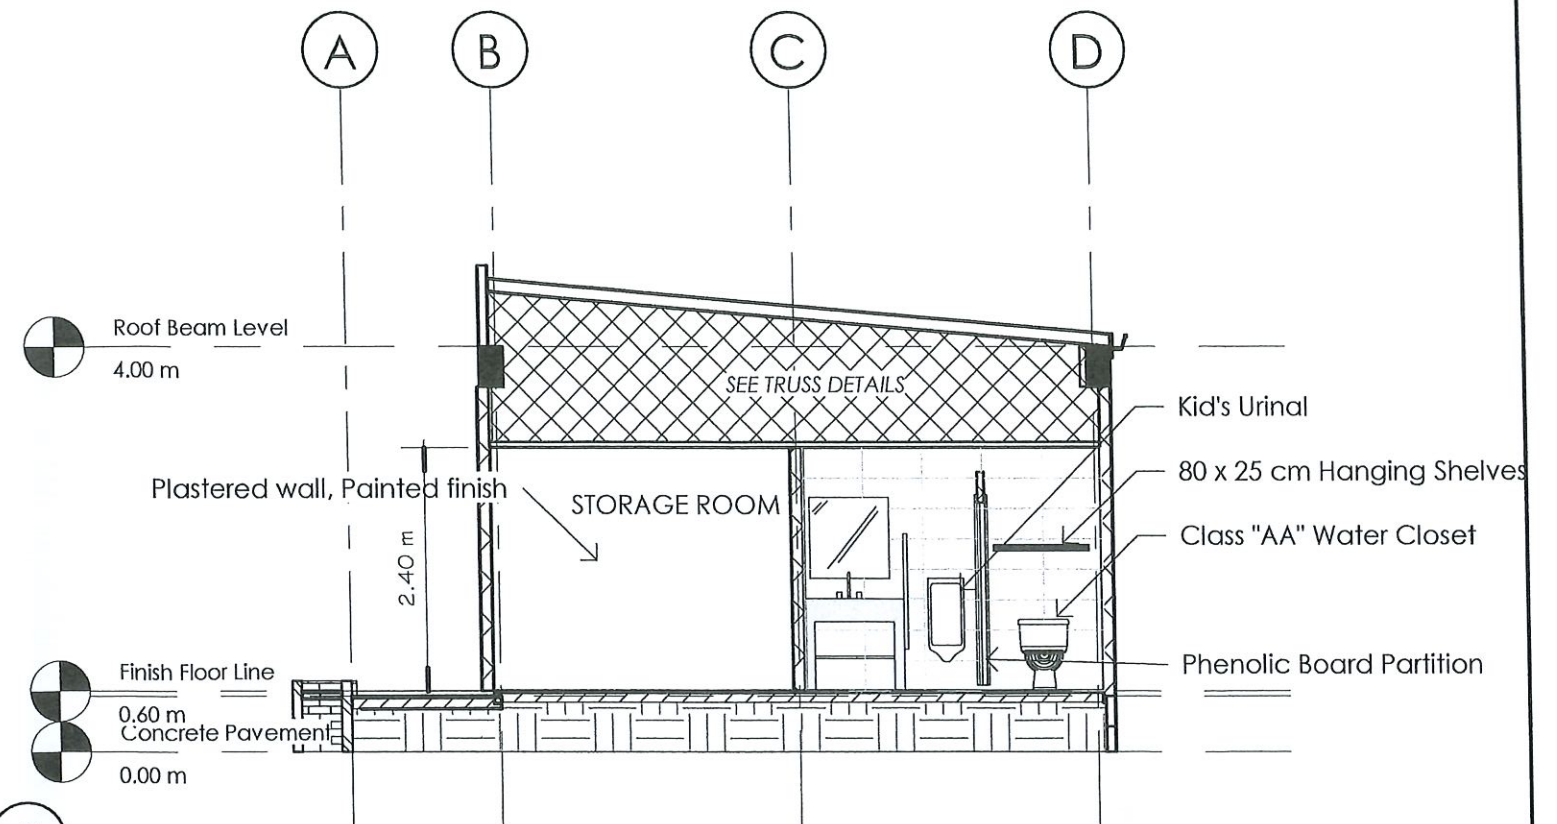 A B C D
Roof Beam Level
4.00 m
SEE TRUSS DETAILS
Kid's Urinal
80 x 25 cm Hanging Shelves
Plastered wall, Painted finish
STORAGE ROOM
Class "AA" Water Closet
2.40 m
Phenolic Board Partition
Finish Floor Line
0.60 m
Concrete Pavement
0.00 m